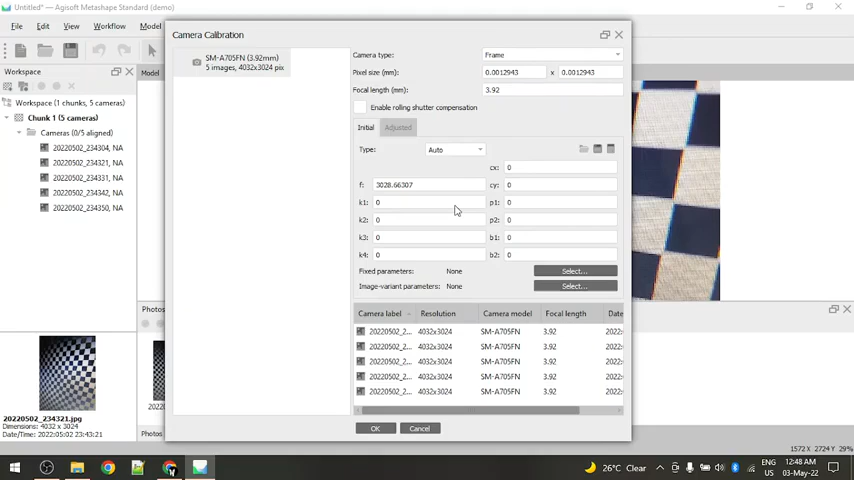 Untitled* — Agisoft Metashape Standard (demo)
File Edit View Workflow Model
Workspace
Model
Workspace (1 chunks, 5 cameras)
Chunk 1 (5 cameras)
Cameras (0/5 aligned)
20220502_234304, NA
20220502_234321, NA
20220502_234331, NA
20220502_234342, NA
20220502_234350, NA
Camera Calibration
SM-A705FN (3.92mm)
5 images, 4032x3024 pix
Camera type: Frame
Pixel size (mm): 0.0012943 x 0.0012943
Focal length (mm): 3.92
Enable rolling shutter compensation
Initial Adjusted
Type: Auto
cx: 0
f: 3028.66307 cy: 0
k1: 0 p1: 0
k2: 0 p2: 0
k3: 0 b1: 0
k4: 0 b2: 0
Fixed parameters: None Select...
Image-variant parameters: None Select...
Camera label Resolution Camera model Focal length Date
20220502_2... 4032x3024 SM-A705FN 3.92 2022:
20220502_2... 4032x3024 SM-A705FN 3.92 2022:
20220502_2... 4032x3024 SM-A705FN 3.92 2022:
20220502_2... 4032x3024 SM-A705FN 3.92 2022:
20220502_2... 4032x3024 SM-A705FN 3.92 2022:
OK Cancel
Photos
20220502_234321.jpg
Dimensions: 4032 x 3024
Date/Time: 2022:05:02 23:43:21
Photos
1572 x 2724 29%
26°C Clear
ENG
US
12:48 AM
03-May-22